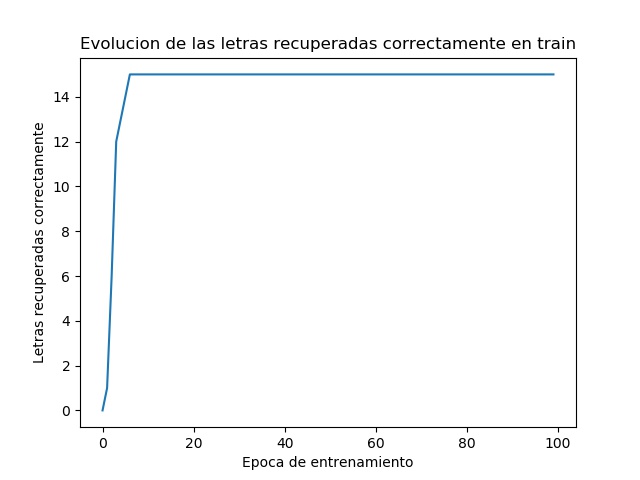 Evolucion de las letras recuperadas correctamente en train
Letras recuperadas correctamente
14
12
10
8
6
4
2
0
0 20 40 60 80 100
Epoca de entrenamiento